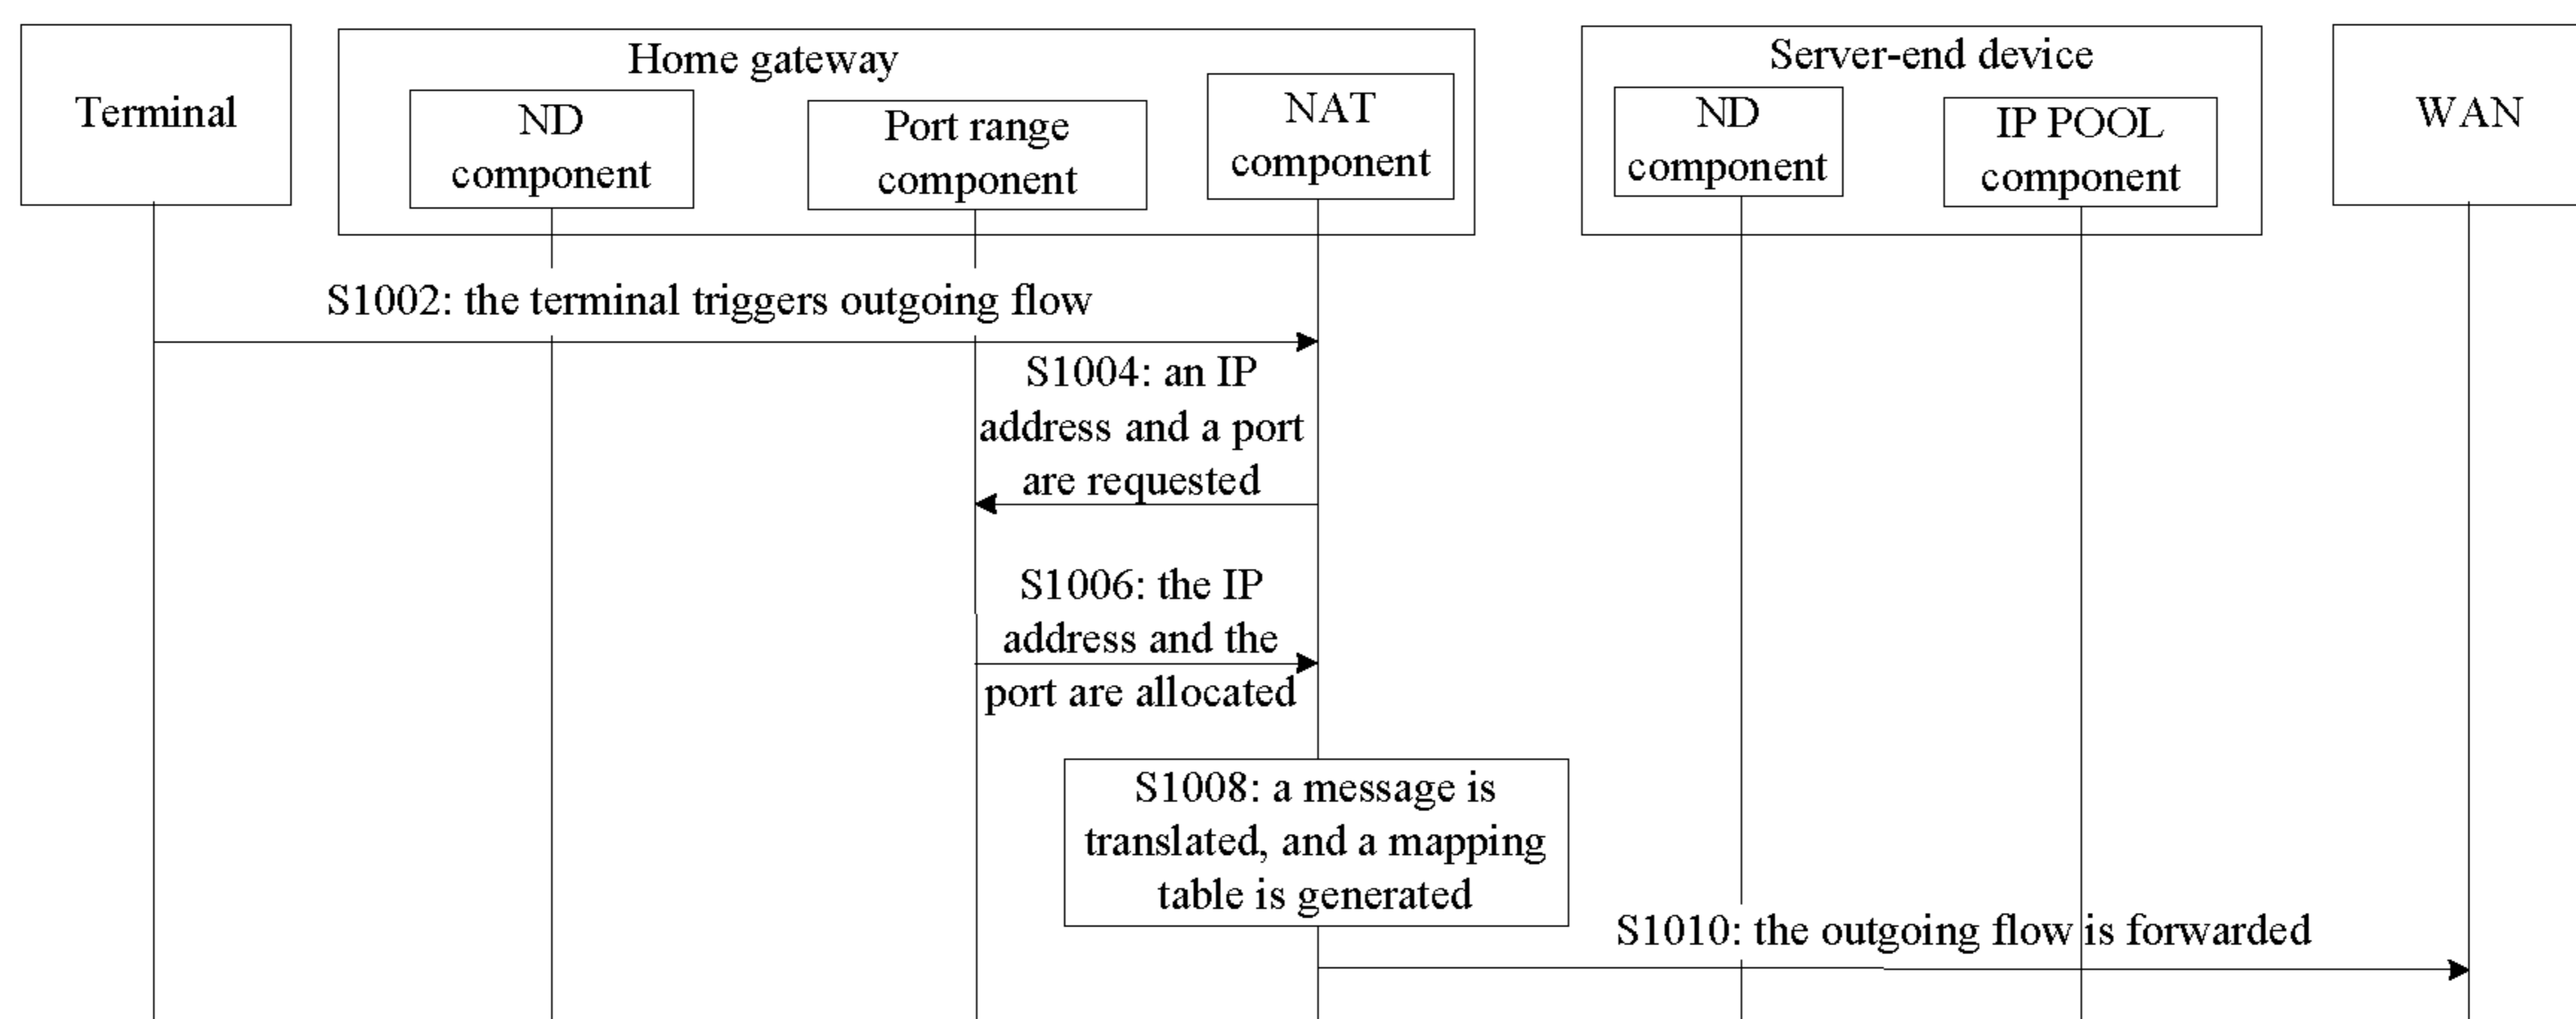 Terminal
Home gateway
ND
component
Port range
component
NAT
component
Server-end device
ND
component
IP POOL
component
WAN
S1002: the terminal triggers outgoing flow
S1004: an IP
address and a port
are requested
S1006: the IP
address and the
port are allocated
S1008: a message is
translated, and a mapping
table is generated
S1010: the outgoing flow is forwarded